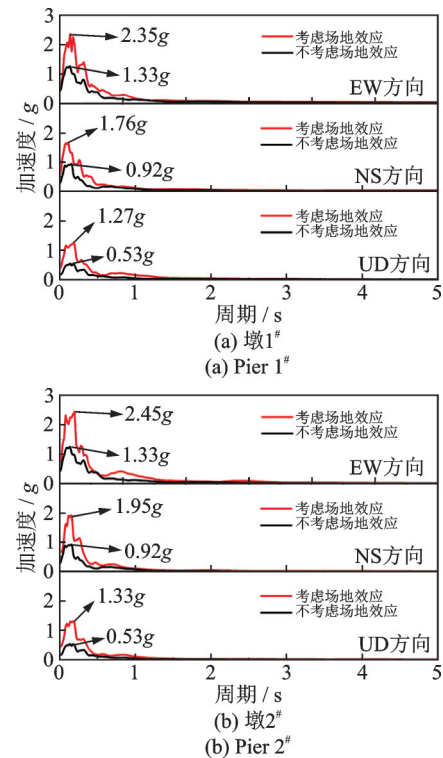 加速度 / g
3
2.35g
考虑场地效应
不考虑场地效应
2
1.33g
1
EW方向
0
1.76g
考虑场地效应
不考虑场地效应
2
1
0.92g
NS方向
0
1.27g
考虑场地效应
不考虑场地效应
2
1
0.53g
UD方向
0
0 1 2 3 4 5
周期 / s
(a) 墩1#
(a) Pier 1#
加速度 / g
3
2.45g
考虑场地效应
不考虑场地效应
2
1.33g
1
EW方向
0
1.95g
考虑场地效应
不考虑场地效应
2
1
0.92g
NS方向
0
1.33g
考虑场地效应
不考虑场地效应
2
1
0.53g
UD方向
0
0 1 2 3 4 5
周期 / s
(b) 墩2#
(b) Pier 2#